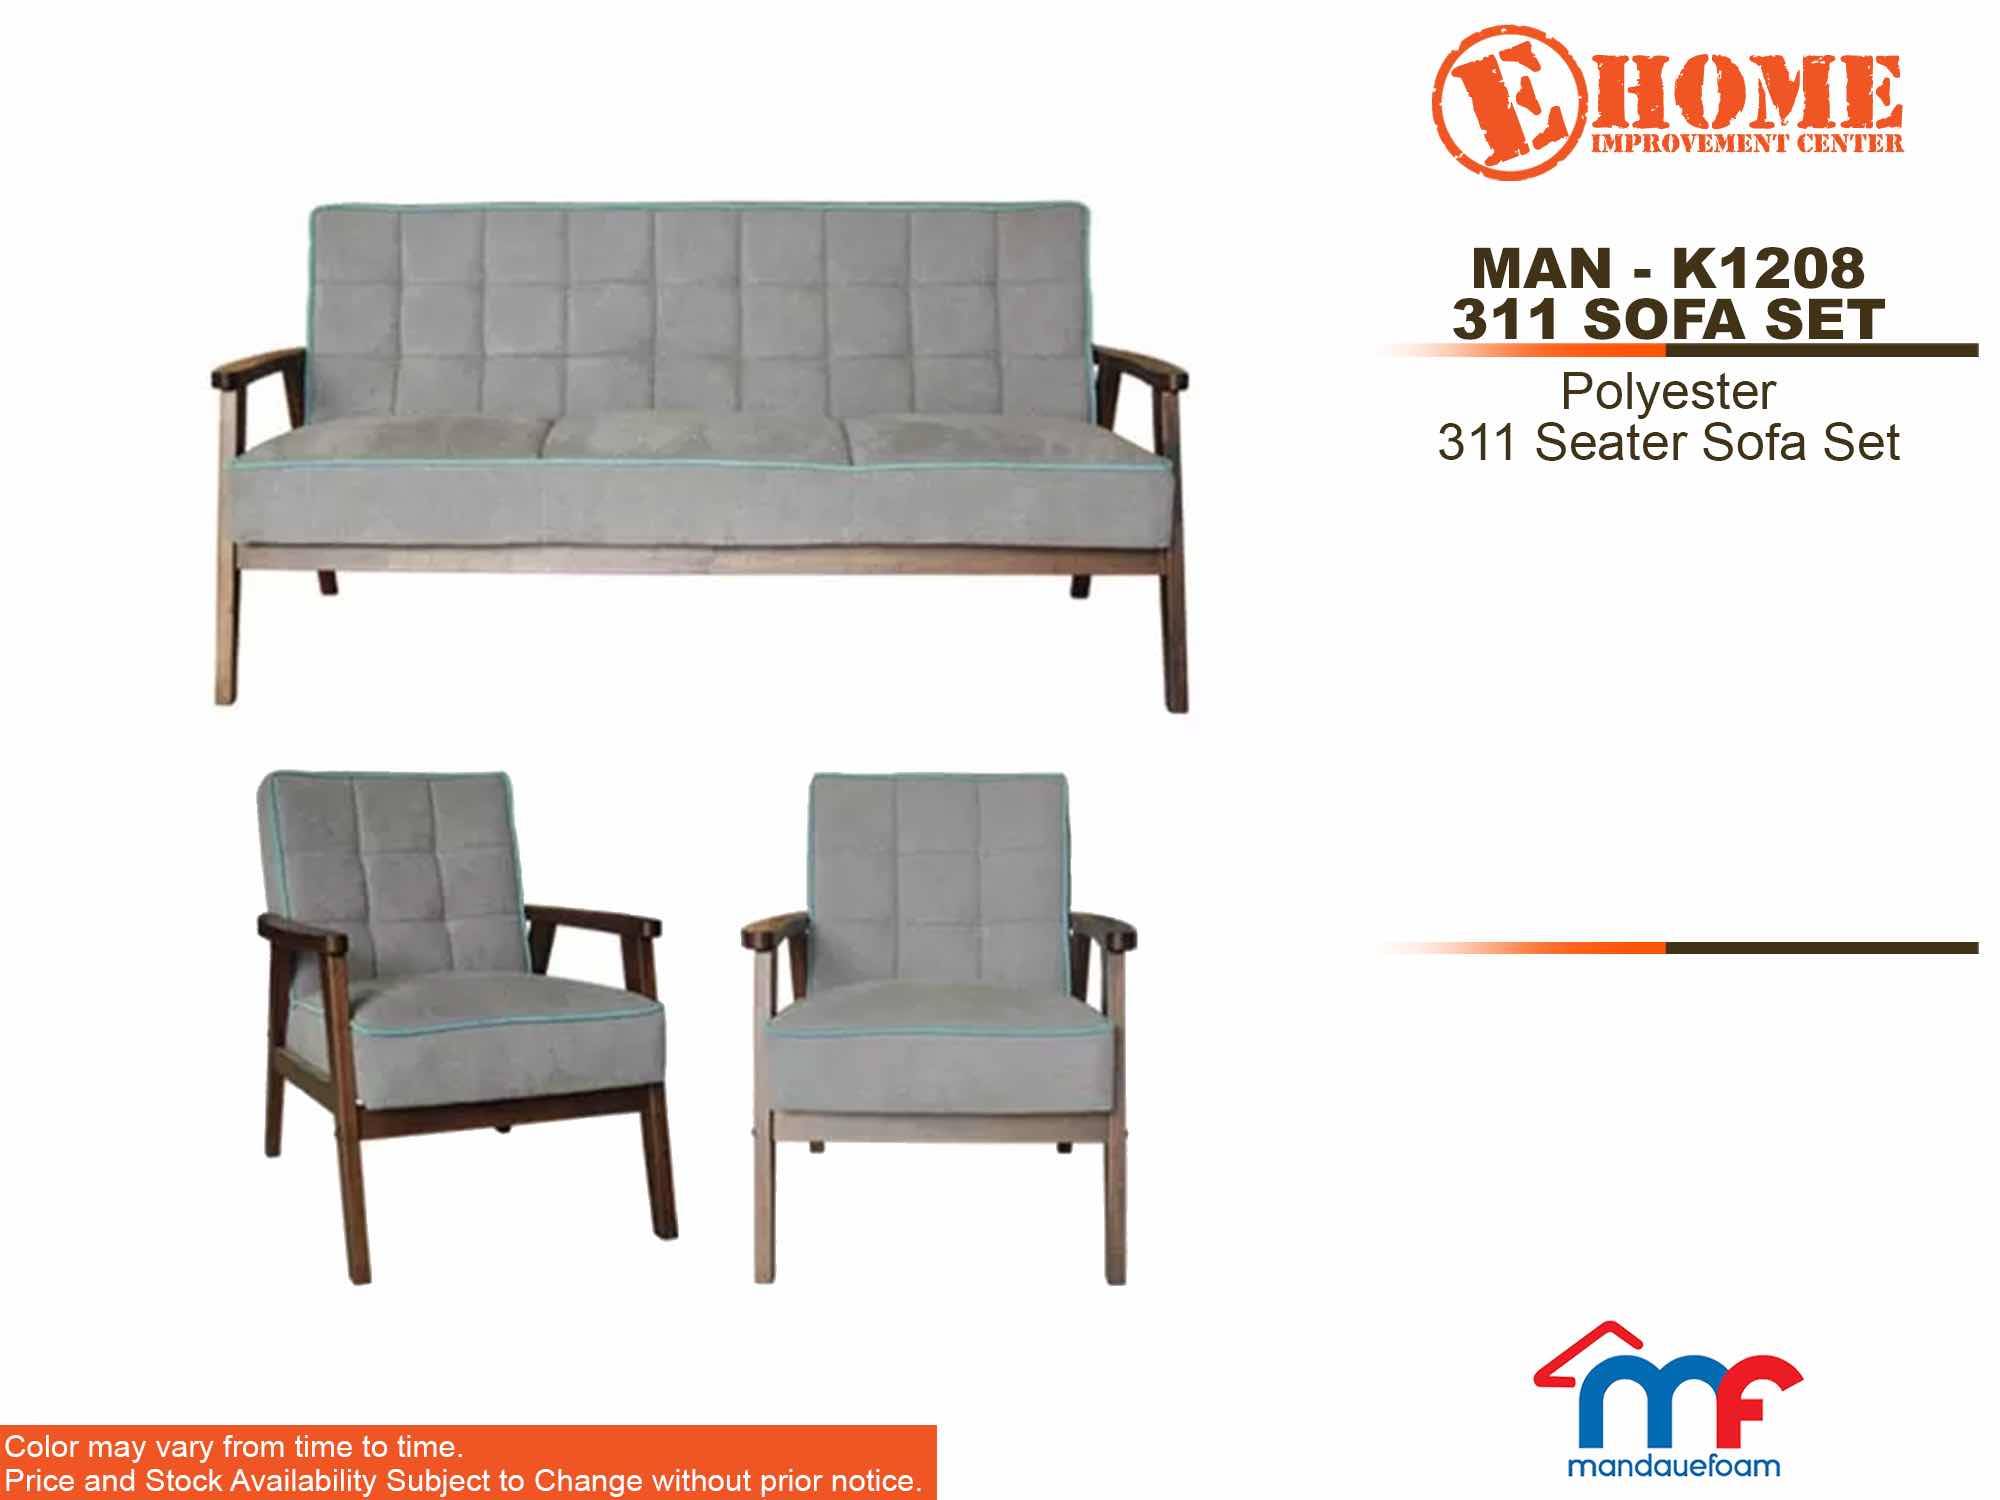 E HOME
IMPROVEMENT CENTER
MAN - K1208
311 SOFA SET
Polyester
311 Seater Sofa Set
mf
mandauefoam
Color may vary from time to time.
Price and Stock Availability Subject to Change without prior notice.